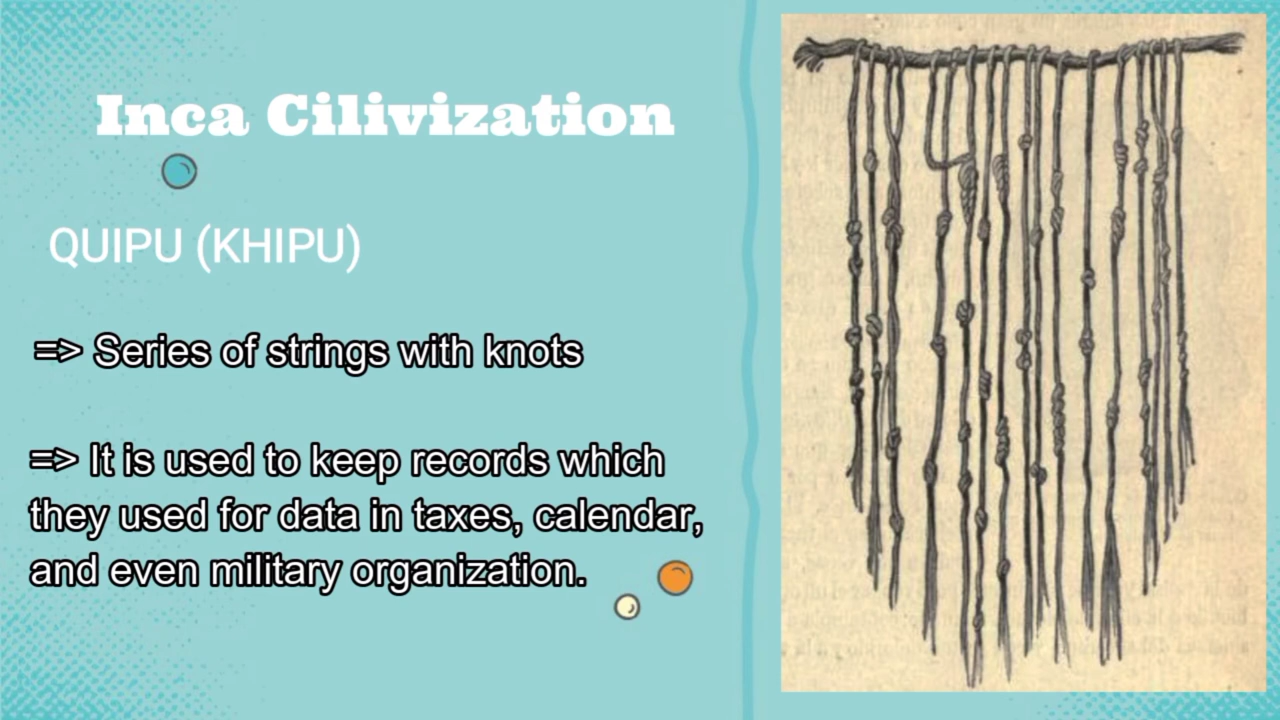 Inca Cilivization
QUIPU (KHIPU)
=> Series of strings with knots
=> It is used to keep records which
they used for data in taxes, calendar,
and even military organization.